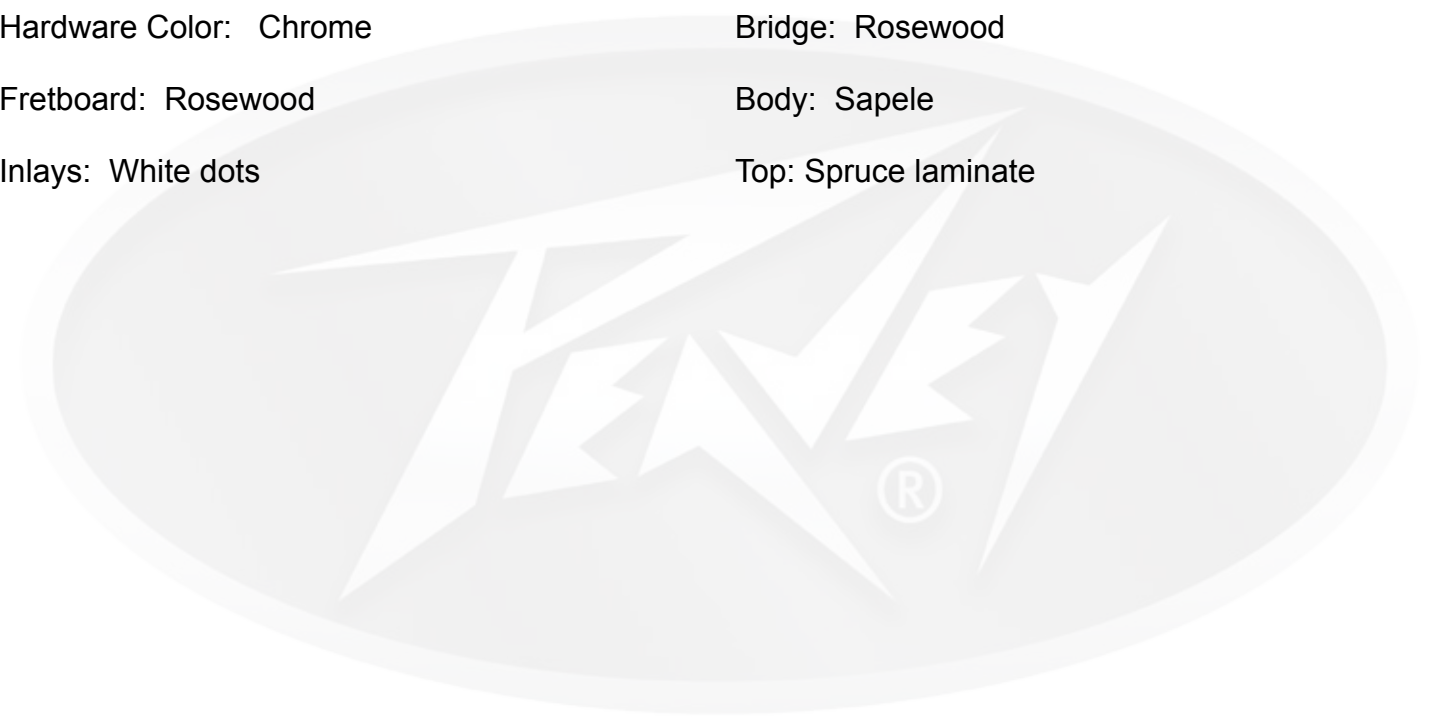 Hardware Color: Chrome
Fretboard: Rosewood
Inlays: White dots
Bridge: Rosewood
Body: Sapele
Top: Spruce laminate
PEAVEY
®